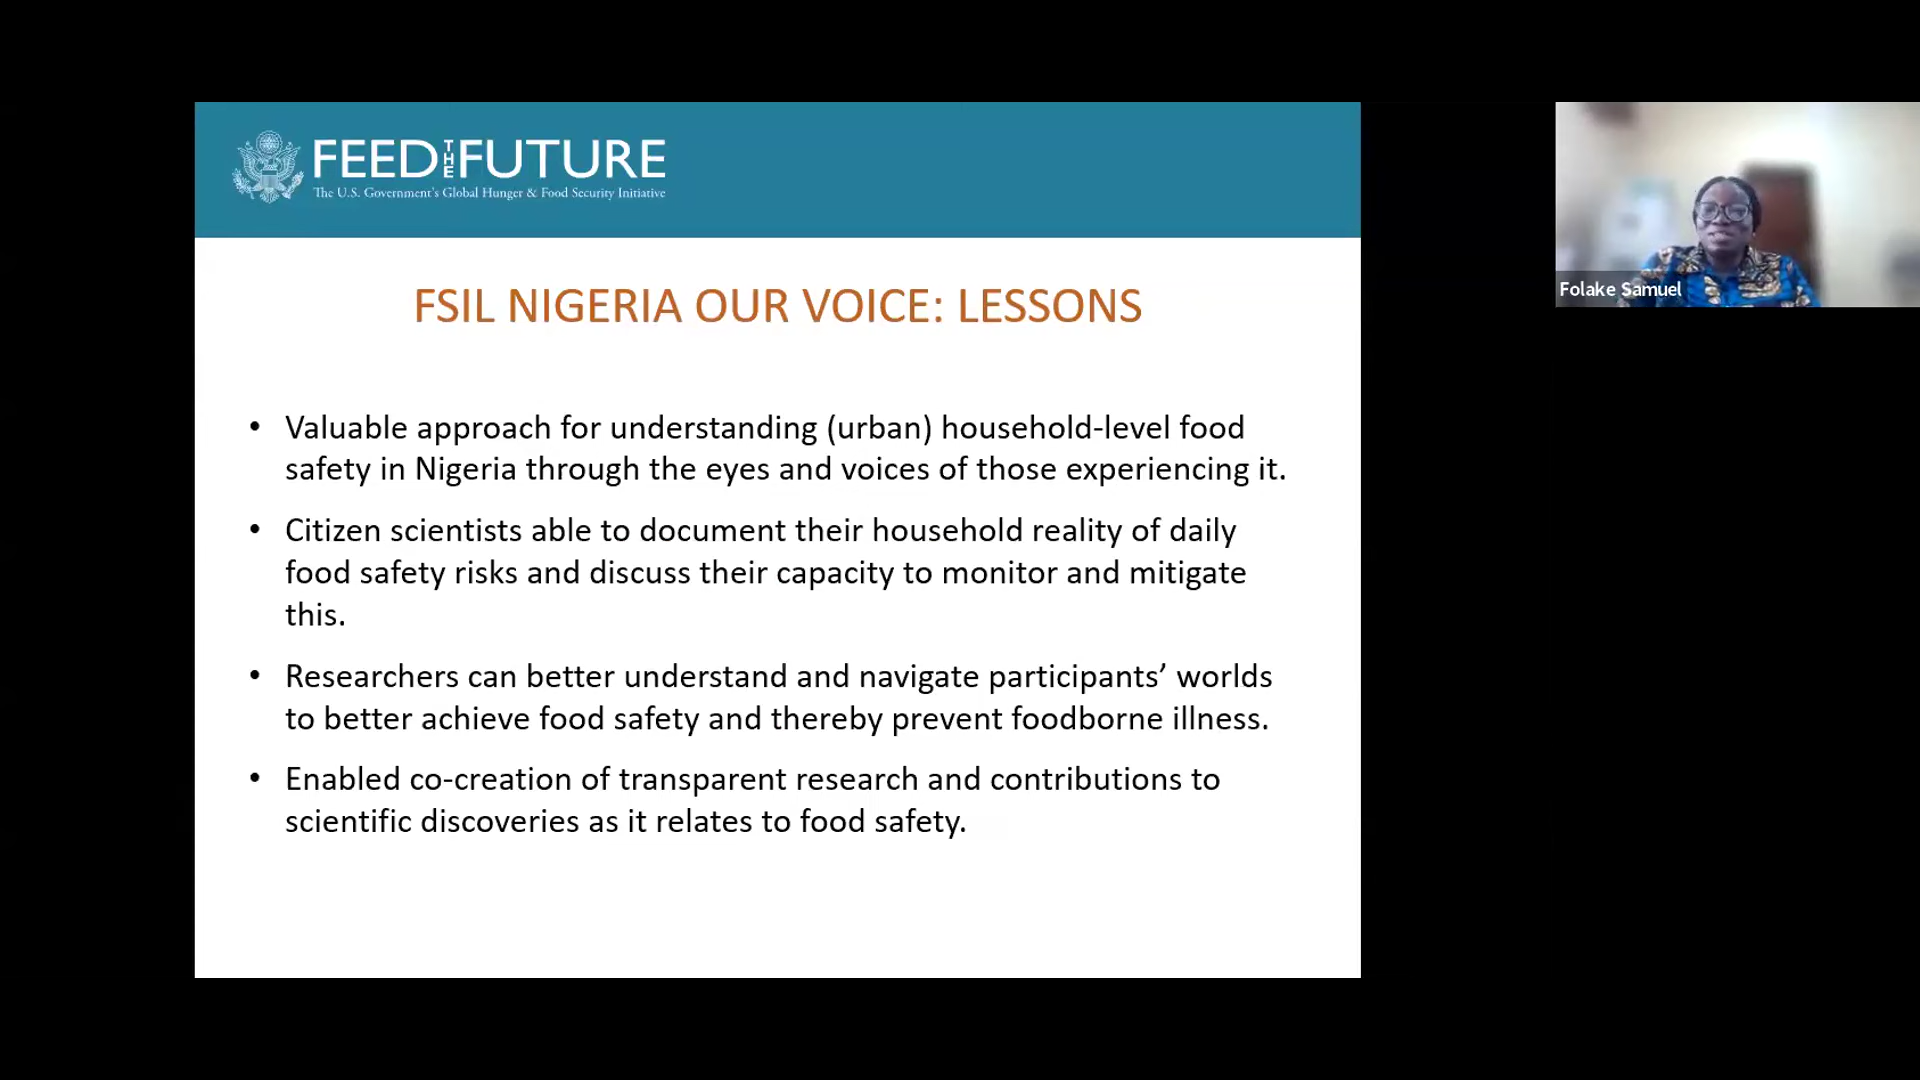 FEED THE FUTURE
The U.S. Government's Global Hunger & Food Security Initiative
Folake Samuel
FSIL NIGERIA OUR VOICE: LESSONS
• Valuable approach for understanding (urban) household-level food
safety in Nigeria through the eyes and voices of those experiencing it.
• Citizen scientists able to document their household reality of daily
food safety risks and discuss their capacity to monitor and mitigate
this.
• Researchers can better understand and navigate participants’ worlds
to better achieve food safety and thereby prevent foodborne illness.
• Enabled co-creation of transparent research and contributions to
scientific discoveries as it relates to food safety.